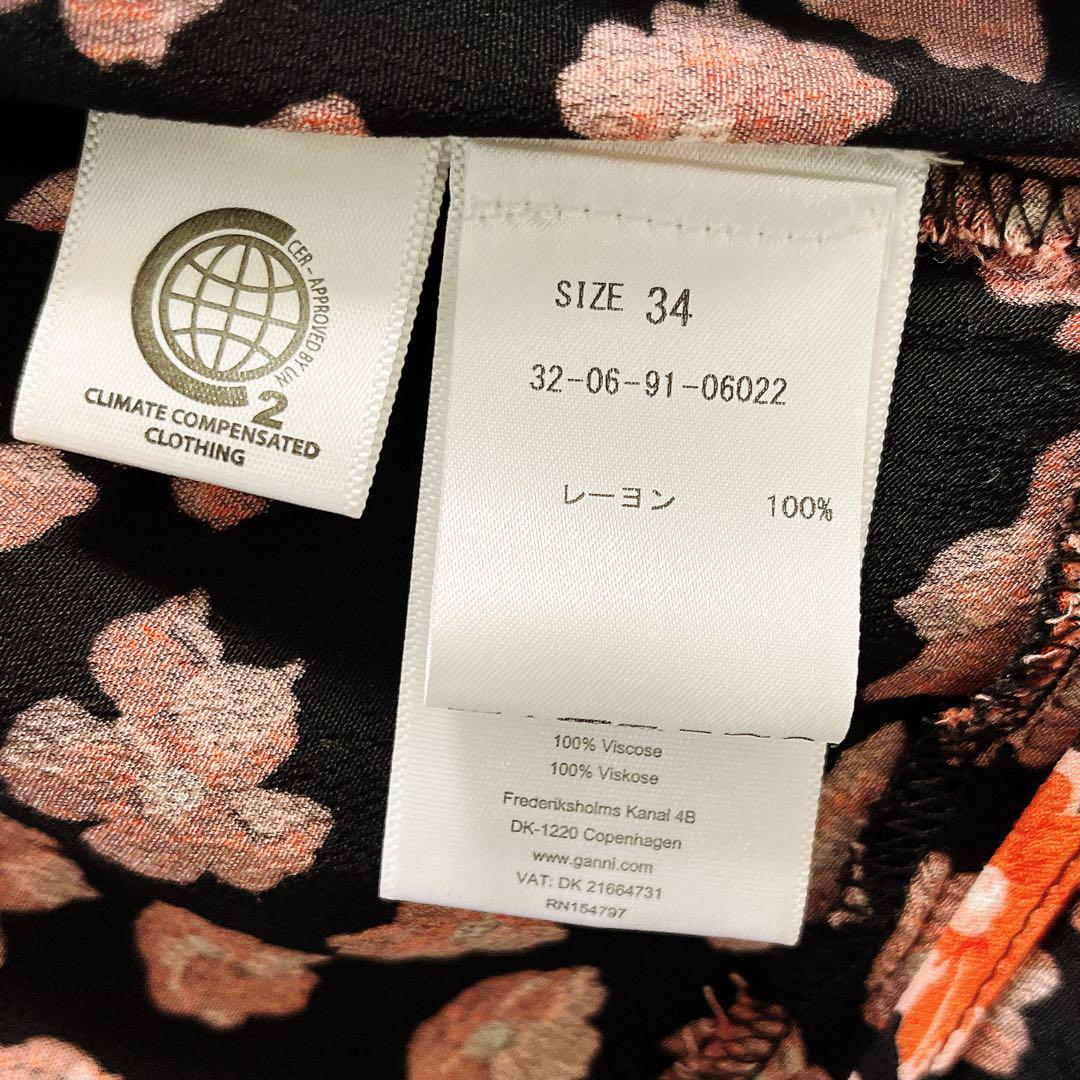 CER-APPROVED BY UN
2
CLIMATE COMPENSATED
CLOTHING
SIZE 34
32-06-91-06022
レーヨン 100%
100% Viscose
100% Viskose
Frederiksholms Kanal 4B
DK-1220 Copenhagen
www.ganni.com
VAT: DK 21664731
RN154797